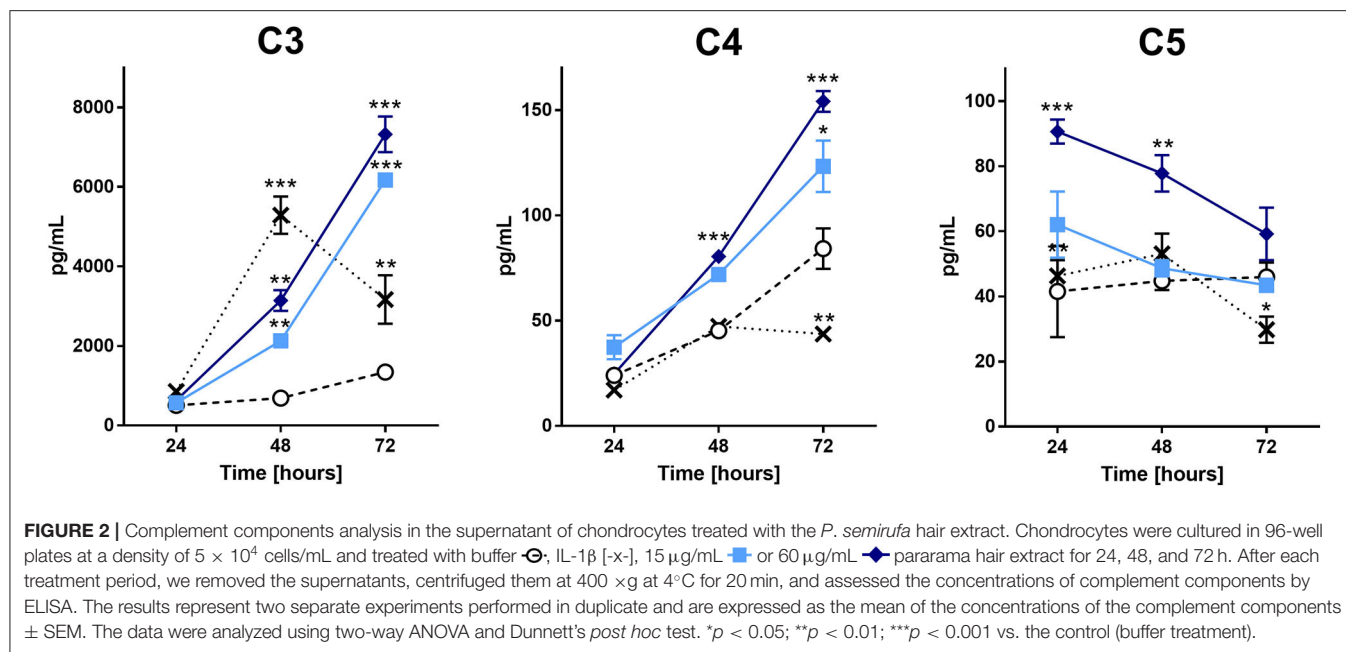 C3
C4
C5
pg/mL
8000
6000
4000
2000
0
24
48
72
Time [hours]
***
**
**
**
***
***
pg/mL
150
100
50
0
24
48
72
Time [hours]
***
***
*
**
pg/mL
100
80
60
40
20
0
24
48
72
Time [hours]
***
**
**
*
FIGURE 2 | Complement components analysis in the supernatant of chondrocytes treated with the P. semirufa hair extract. Chondrocytes were cultured in 96-well
plates at a density of 5 × 10⁴ cells/mL and treated with buffer -o-, IL-1β [-x-], 15 μg/mL or 60 μg/mL pararama hair extract for 24, 48, and 72 h. After each
treatment period, we removed the supernatants, centrifuged them at 400 ×g at 4°C for 20 min, and assessed the concentrations of complement components by
ELISA. The results represent two separate experiments performed in duplicate and are expressed as the mean of the concentrations of the complement components
± SEM. The data were analyzed using two-way ANOVA and Dunnett's post hoc test. *p < 0.05; **p < 0.01; ***p < 0.001 vs. the control (buffer treatment).